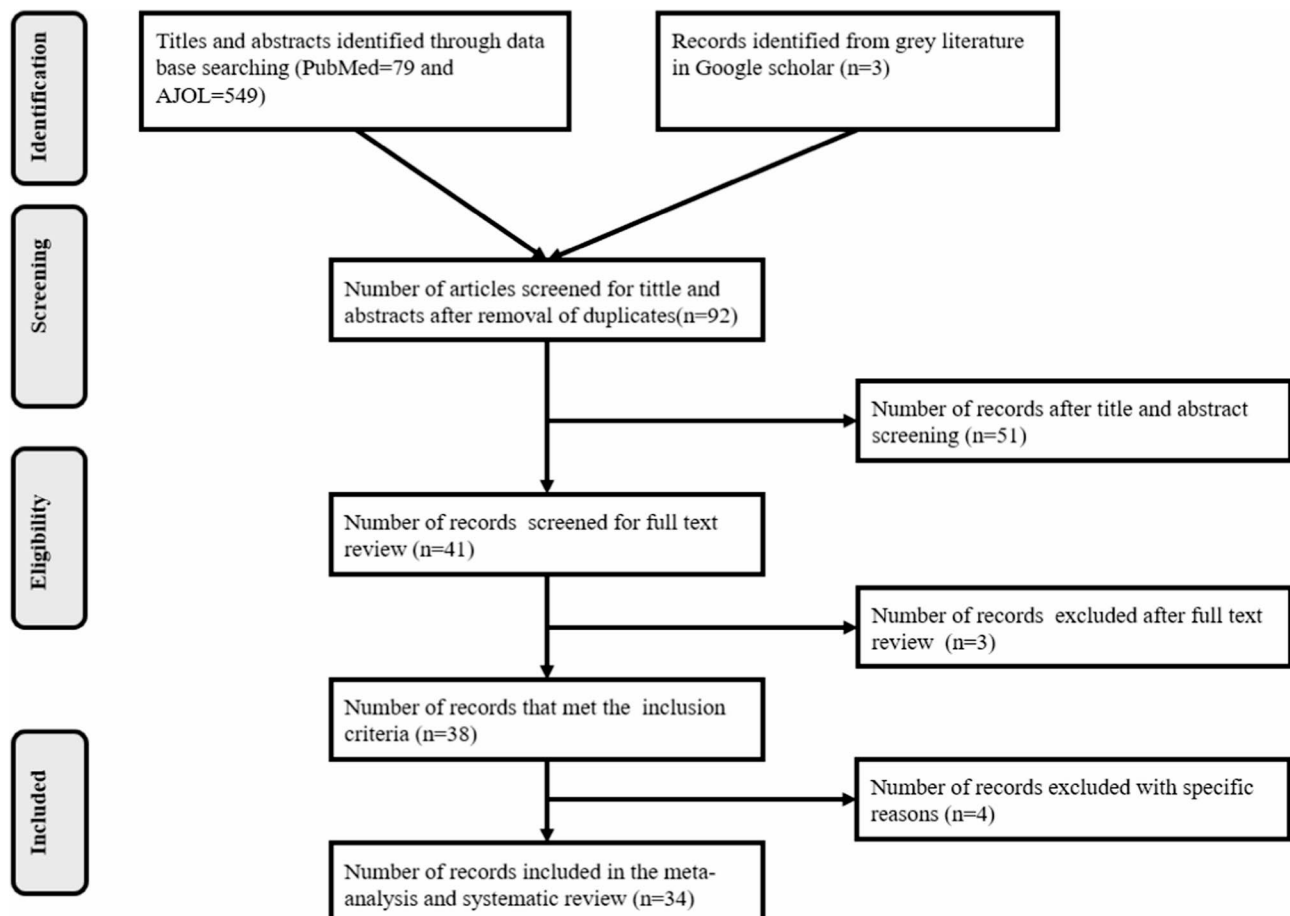 Identification
Titles and abstracts identified through data
base searching (PubMed=79 and
AJOL=549)
Records identified from grey literature
in Google scholar (n=3)
Screening
Number of articles screened for tittle and
abstracts after removal of duplicates(n=92)
Number of records after title and abstract
screening (n=51)
Eligibility
Number of records screened for full text
review (n=41)
Number of records excluded after full text
review (n=3)
Number of records that met the inclusion
criteria (n=38)
Included
Number of records excluded with specific
reasons (n=4)
Number of records included in the meta-
analysis and systematic review (n=34)